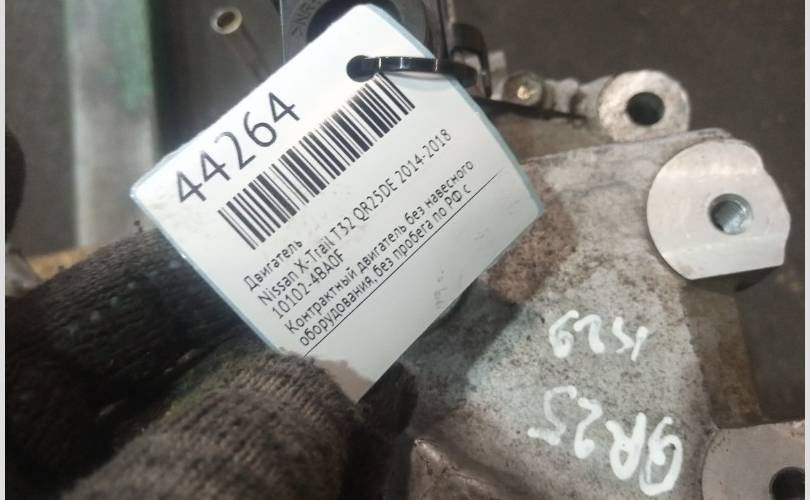 44264
Двигатель
Nissan X-Trail T32 QR25DE 2014-2018
10102-4BA0F
Контрактный двигатель без навесного
оборудования, без пробега по РФ с
QR25